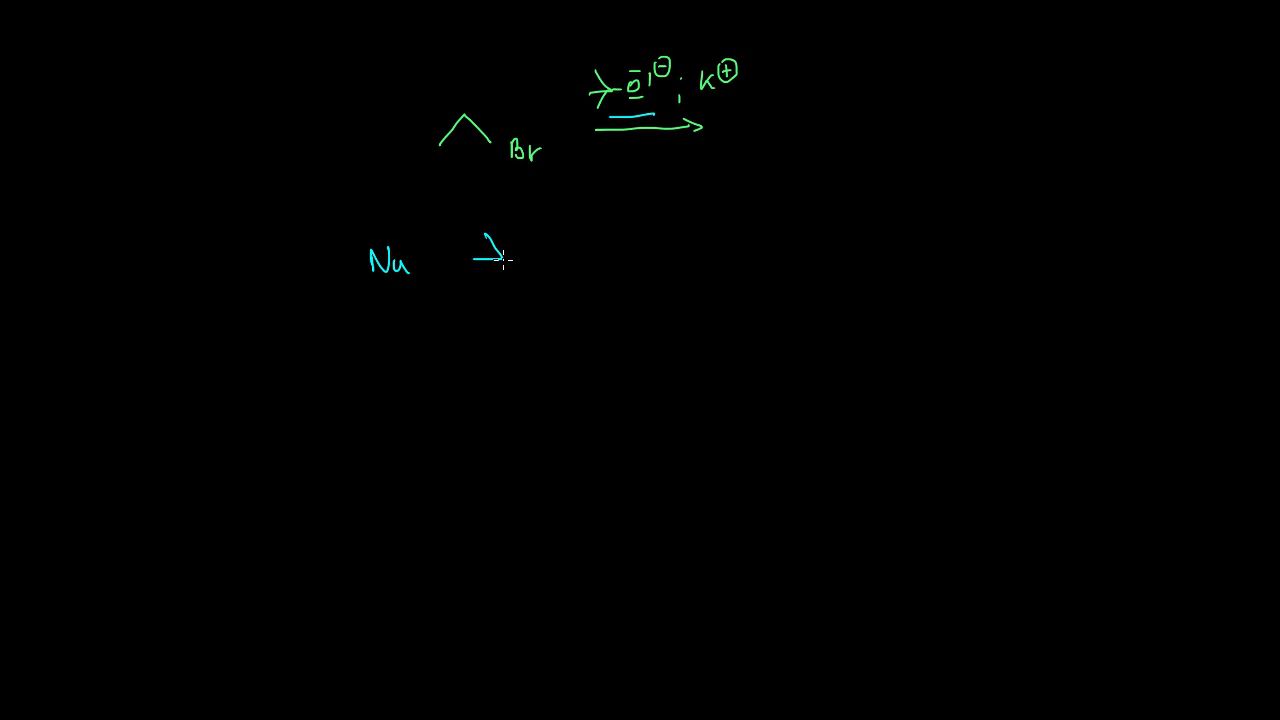 O ⊖ ; K ⊕
Br
Nu